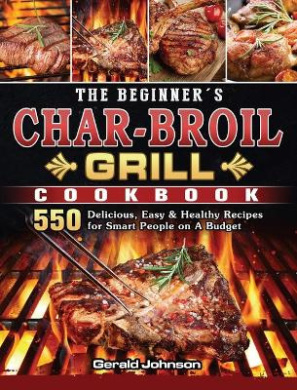 THE BEGINNER´S
CHAR-BROIL
GRILL
COOKBOOK
550 Delicious, Easy & Healthy Recipes
for Smart People on A Budget
Gerald Johnson